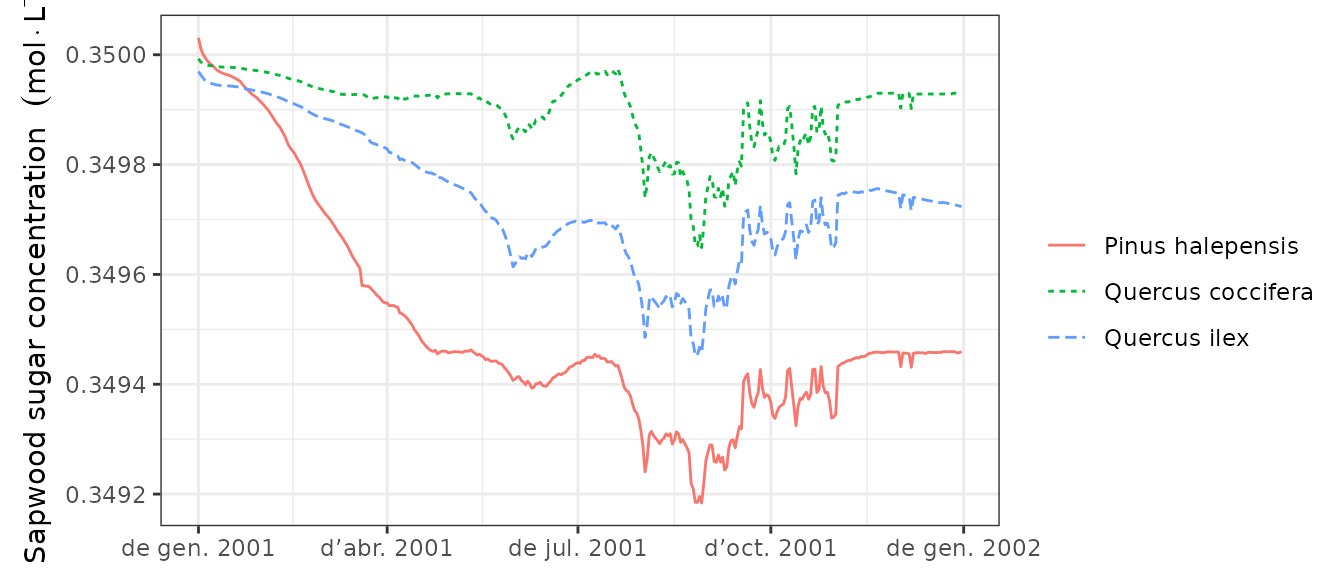 Sapwood sugar concentration (mol· L
0.3500
0.3498
0.3496
0.3494
0.3492
de gen. 2001
d’abr. 2001
de jul. 2001
d’oct. 2001
de gen. 2002
Pinus halepensis
Quercus coccifera
Quercus ilex